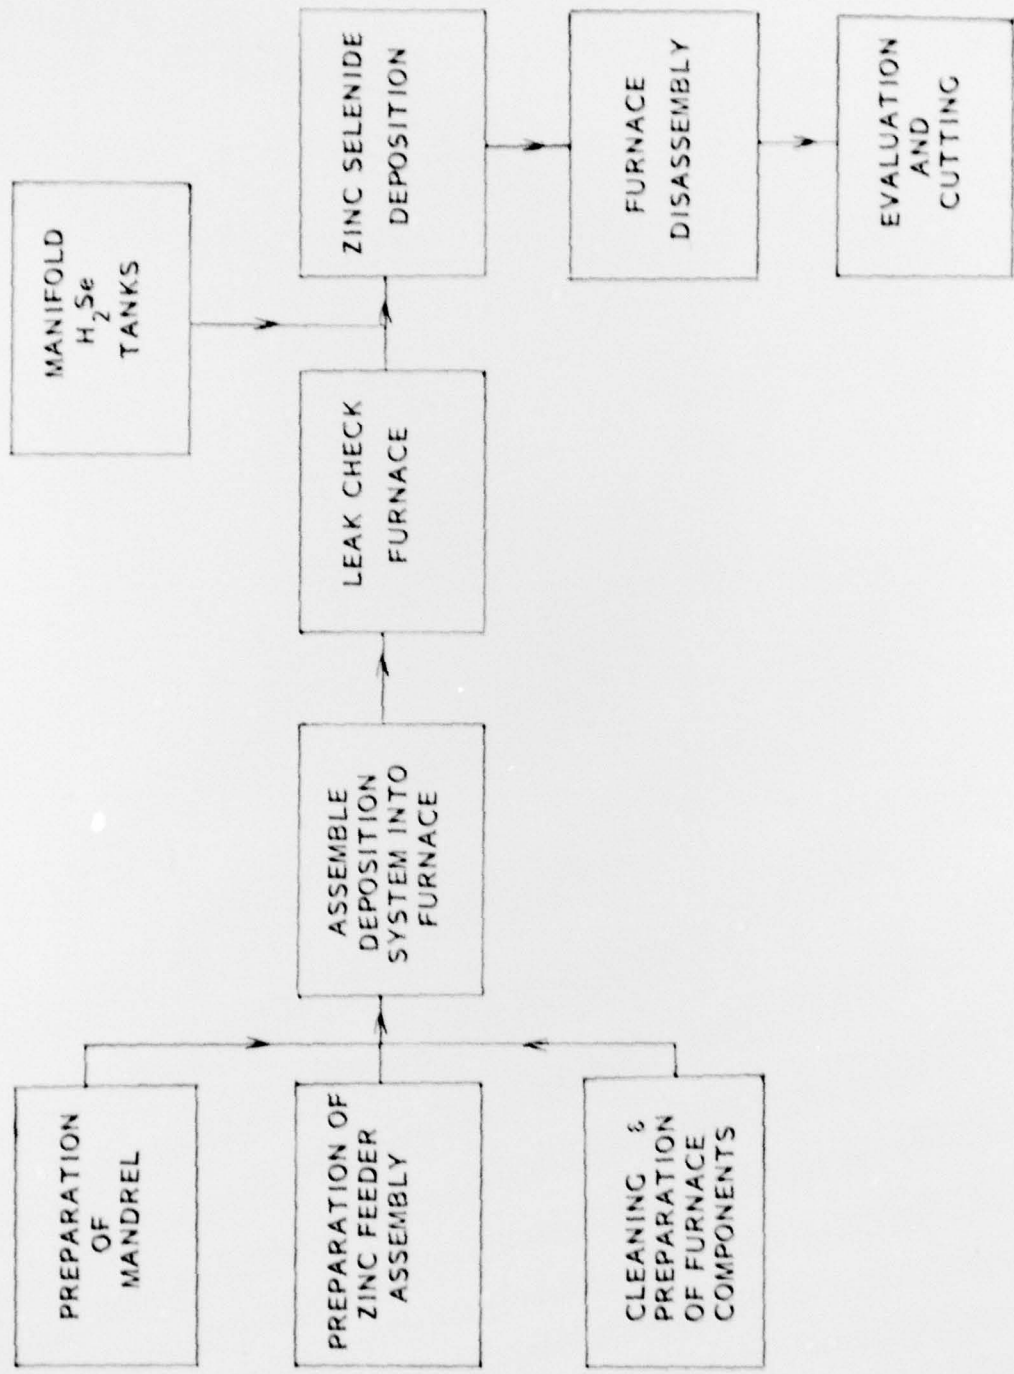 PREPARATION
OF
MANDREL
PREPARATION OF
ZINC FEEDER
ASSEMBLY
CLEANING &
PREPARATION
OF FURNACE
COMPONENTS
ASSEMBLE
DEPOSITION
SYSTEM INTO
FURNACE
LEAK CHECK
FURNACE
MANIFOLD
H2Se
TANKS
ZINC SELENIDE
DEPOSITION
FURNACE
DISASSEMBLY
EVALUATION
AND
CUTTING